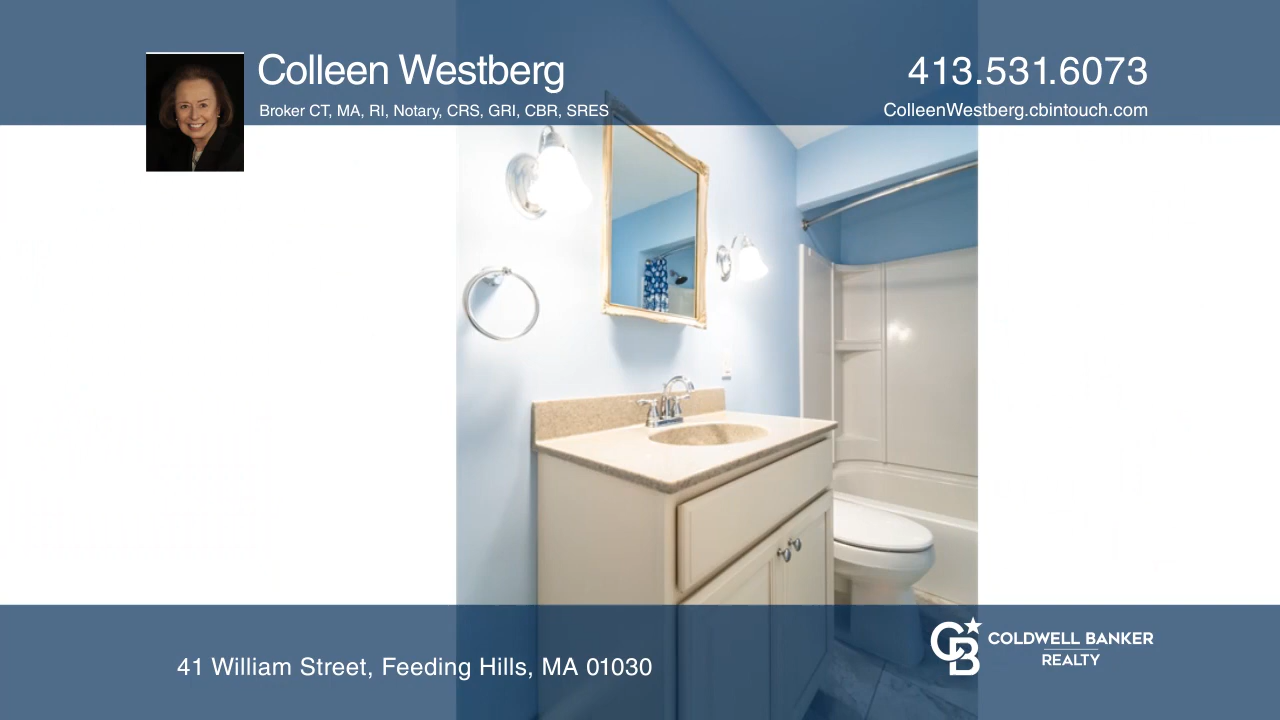 Colleen Westberg
Broker CT, MA, RI, Notary, CRS, GRI, CBR, SRES
413.531.6073
ColleenWestberg.cbintouch.com
41 William Street, Feeding Hills, MA 01030
CB
COLDWELL BANKER
REALTY